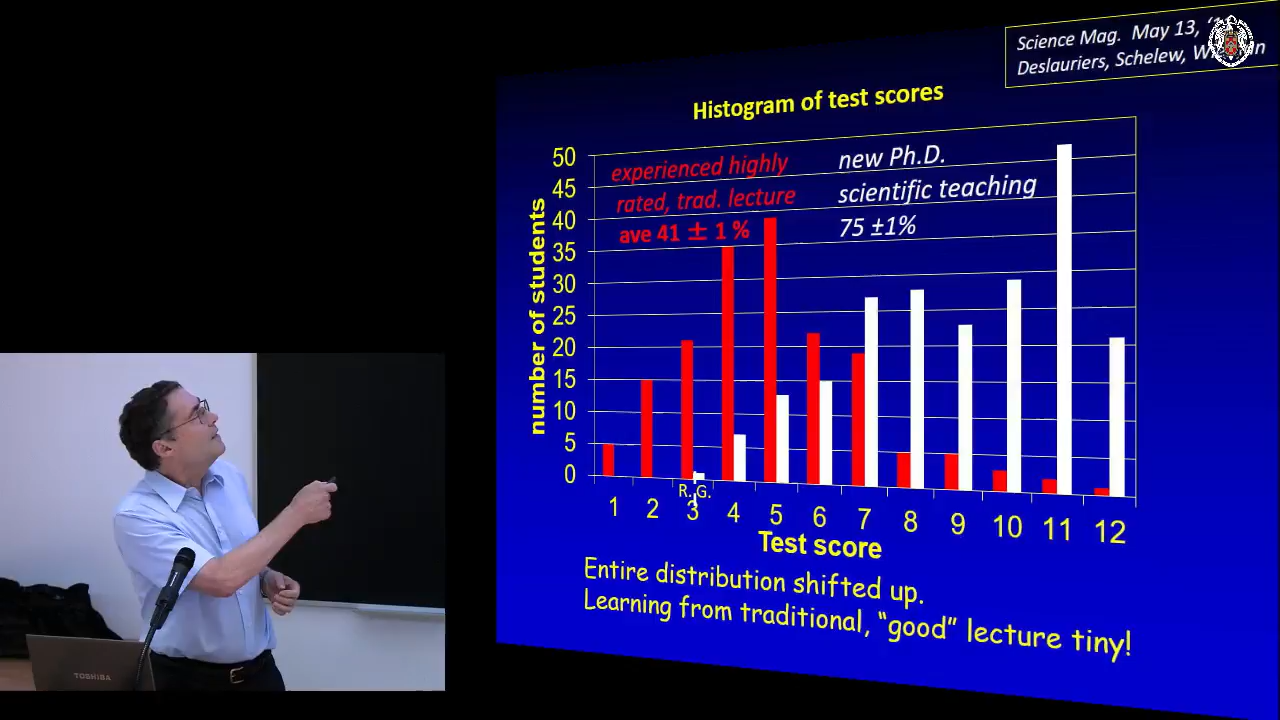 Science Mag. May 13,
Deslauriers, Schelew,
Histogram of test scores
experienced highly
rated, trad. lecture
ave 41 ± 1 %
new Ph.D.
scientific teaching
75 ±1%
number of students
50
45
40
35
30
25
20
15
10
5
0
R. G.
1 2 3 4 5 6 7 8 9 10 11 12
Test score
Entire distribution shifted up.
Learning from traditional, “good” lecture tiny!
TOSHIBA